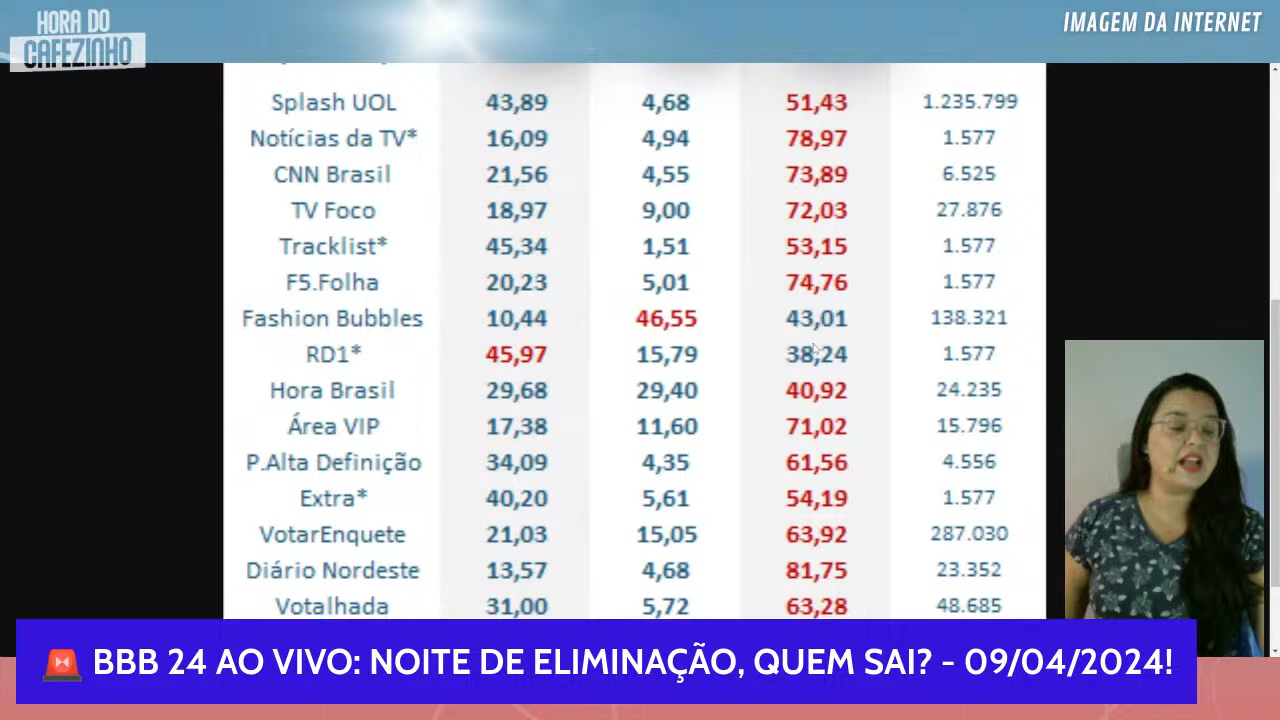 HORA DO
CAFEZINHO
IMAGEM DA INTERNET
Splash UOL 43,89 4,68 51,43 1.235.799
Notícias da TV* 16,09 4,94 78,97 1.577
CNN Brasil 21,56 4,55 73,89 6.525
TV Foco 18,97 9,00 72,03 27.876
Tracklist* 45,34 1,51 53,15 1.577
F5.Folha 20,23 5,01 74,76 1.577
Fashion Bubbles 10,44 46,55 43,01 138.321
RD1* 45,97 15,79 38,24 1.577
Hora Brasil 29,68 29,40 40,92 24.235
Área VIP 17,38 11,60 71,02 15.796
P.Alta Definição 34,09 4,35 61,56 4.556
Extra* 40,20 5,61 54,19 1.577
VotarEnquete 21,03 15,05 63,92 287.030
Diário Nordeste 13,57 4,68 81,75 23.352
Votalhada 31,00 5,72 63,28 48.685
🚨 BBB 24 AO VIVO: NOITE DE ELIMINAÇÃO, QUEM SAI? - 09/04/2024!